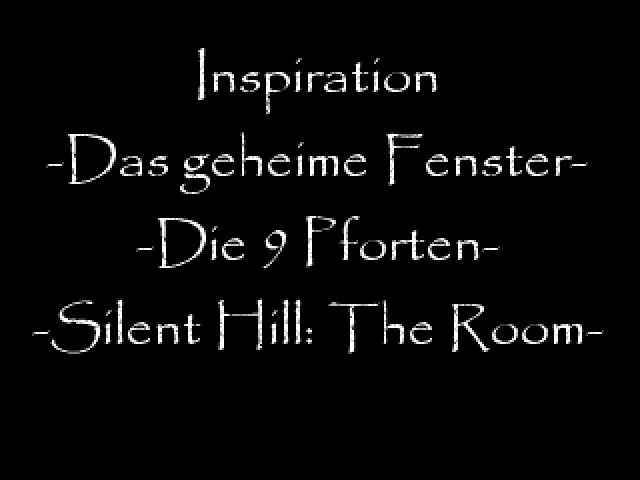 Inspiration
-Das geheime Fenster-
-Die 9 Pforten-
-Silent Hill: The Room-